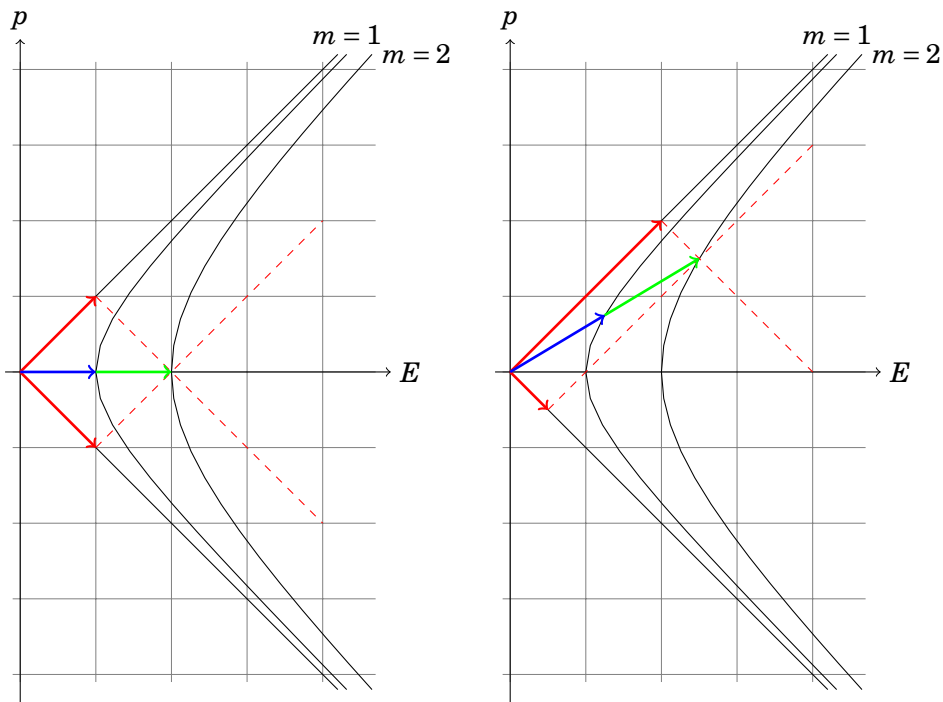 p
m = 1
m = 2
E
p
m = 1
m = 2
E